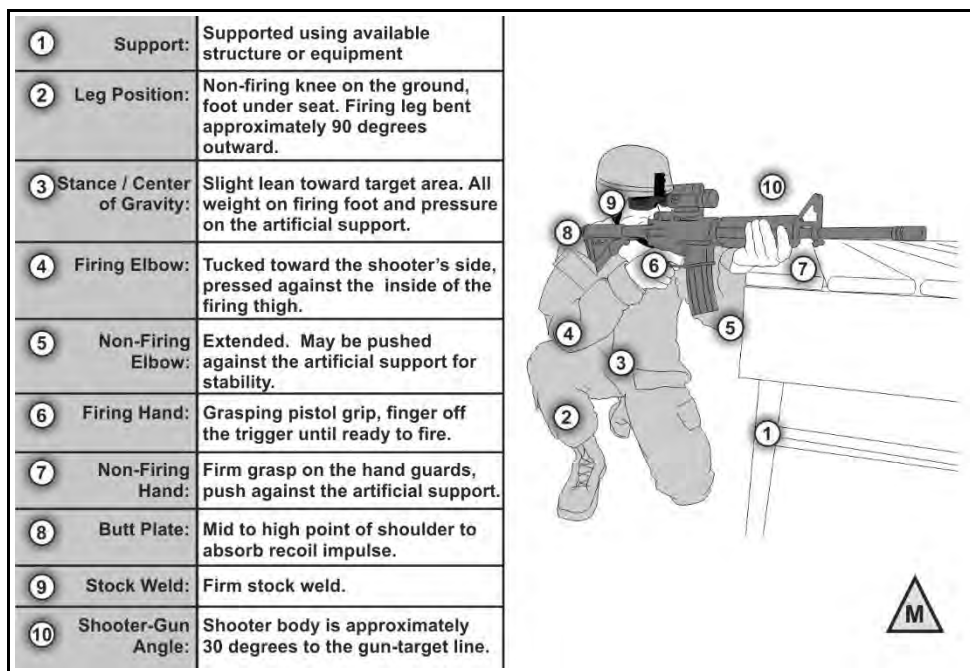 1 Support: Supported using available
structure or equipment
2 Leg Position: Non-firing knee on the ground,
foot under seat. Firing leg bent
approximately 90 degrees
outward.
3 Stance / Center
of Gravity: Slight lean toward target area. All
weight on firing foot and pressure
on the artificial support.
4 Firing Elbow: Tucked toward the shooter's side,
pressed against the inside of the
firing thigh.
5 Non-Firing
Elbow: Extended. May be pushed
against the artificial support for
stability.
6 Firing Hand: Grasping pistol grip, finger off
the trigger until ready to fire.
7 Non-Firing
Hand: Firm grasp on the hand guards,
push against the artificial support.
8 Butt Plate: Mid to high point of shoulder to
absorb recoil impulse.
9 Stock Weld: Firm stock weld.
10 Shooter-Gun
Angle: Shooter body is approximately
30 degrees to the gun-target line.
10
9
8
6
7
4
5
3
2
1
M